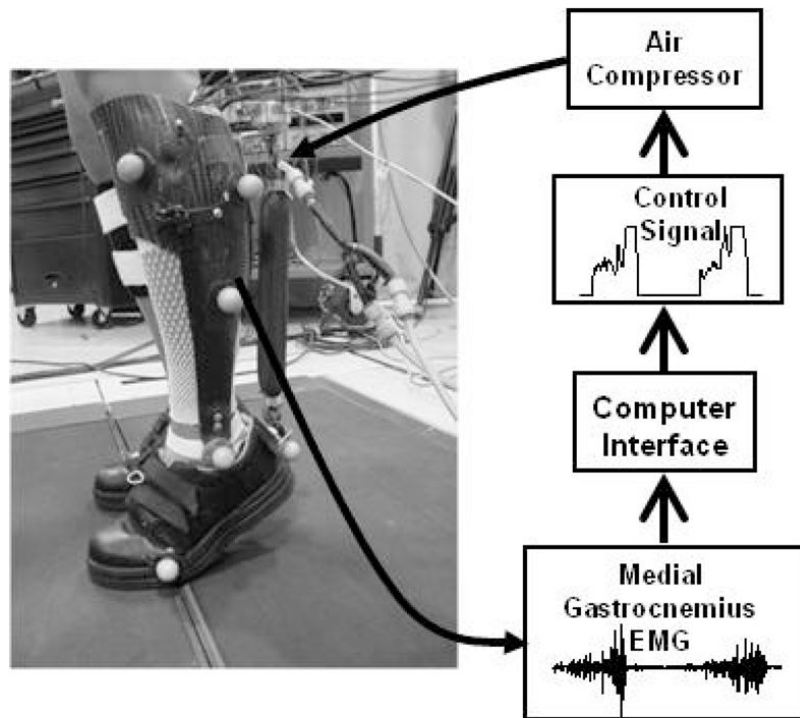 Air
Compressor
Control
Signal
Computer
Interface
Medial
Gastrocnemius
EMG